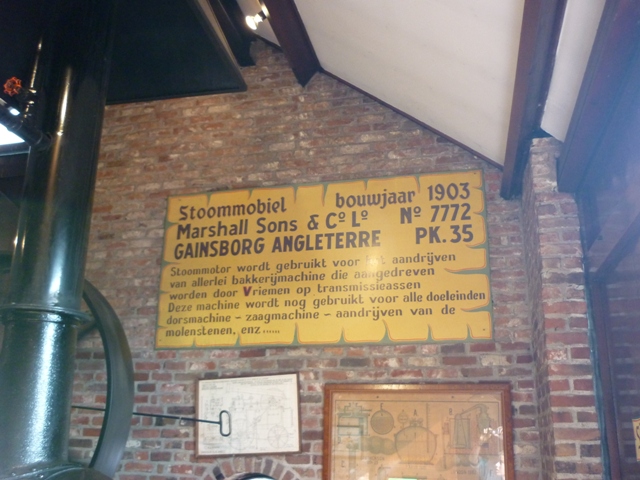 Stoommobiel bouwjaar 1903
Marshall Sons & Cº Lº Nº 7772
GAINSBORG ANGLETERRE PK.35
Stoommotor wordt gebruikt voor het aandrijven
van allerlei bakkerijmachine die aangedreven
worden door Vriemen op transmissieassen
Deze machine wordt nog gebruikt voor alle doeleinden
dorsmachine - zaagmachine - aandrijven van de
molenstenen, enz......